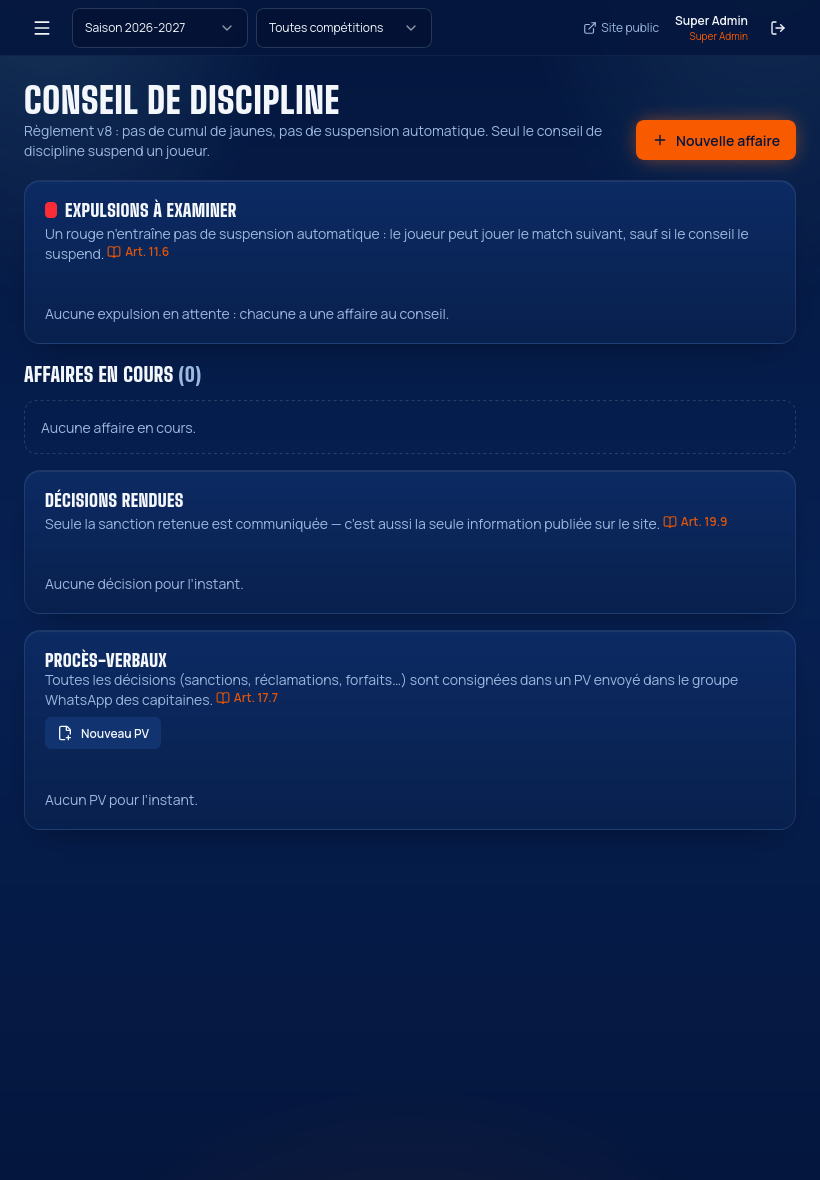 Saison 2026-2027
Toutes compétitions
Site public
Super Admin
Super Admin
CONSEIL DE DISCIPLINE
Règlement v8 : pas de cumul de jaunes, pas de suspension automatique. Seul le conseil de
discipline suspend un joueur.
Nouvelle affaire
EXPULSIONS À EXAMINER
Un rouge n'entraîne pas de suspension automatique : le joueur peut jouer le match suivant, sauf si le conseil le
suspend. Art. 11.6
Aucune expulsion en attente : chacune a une affaire au conseil.
AFFAIRES EN COURS (0)
Aucune affaire en cours.
DÉCISIONS RENDUES
Seule la sanction retenue est communiquée — c'est aussi la seule information publiée sur le site. Art. 19.9
Aucune décision pour l'instant.
PROCÈS-VERBAUX
Toutes les décisions (sanctions, réclamations, forfaits…) sont consignées dans un PV envoyé dans le groupe
WhatsApp des capitaines. Art. 17.7
Nouveau PV
Aucun PV pour l'instant.